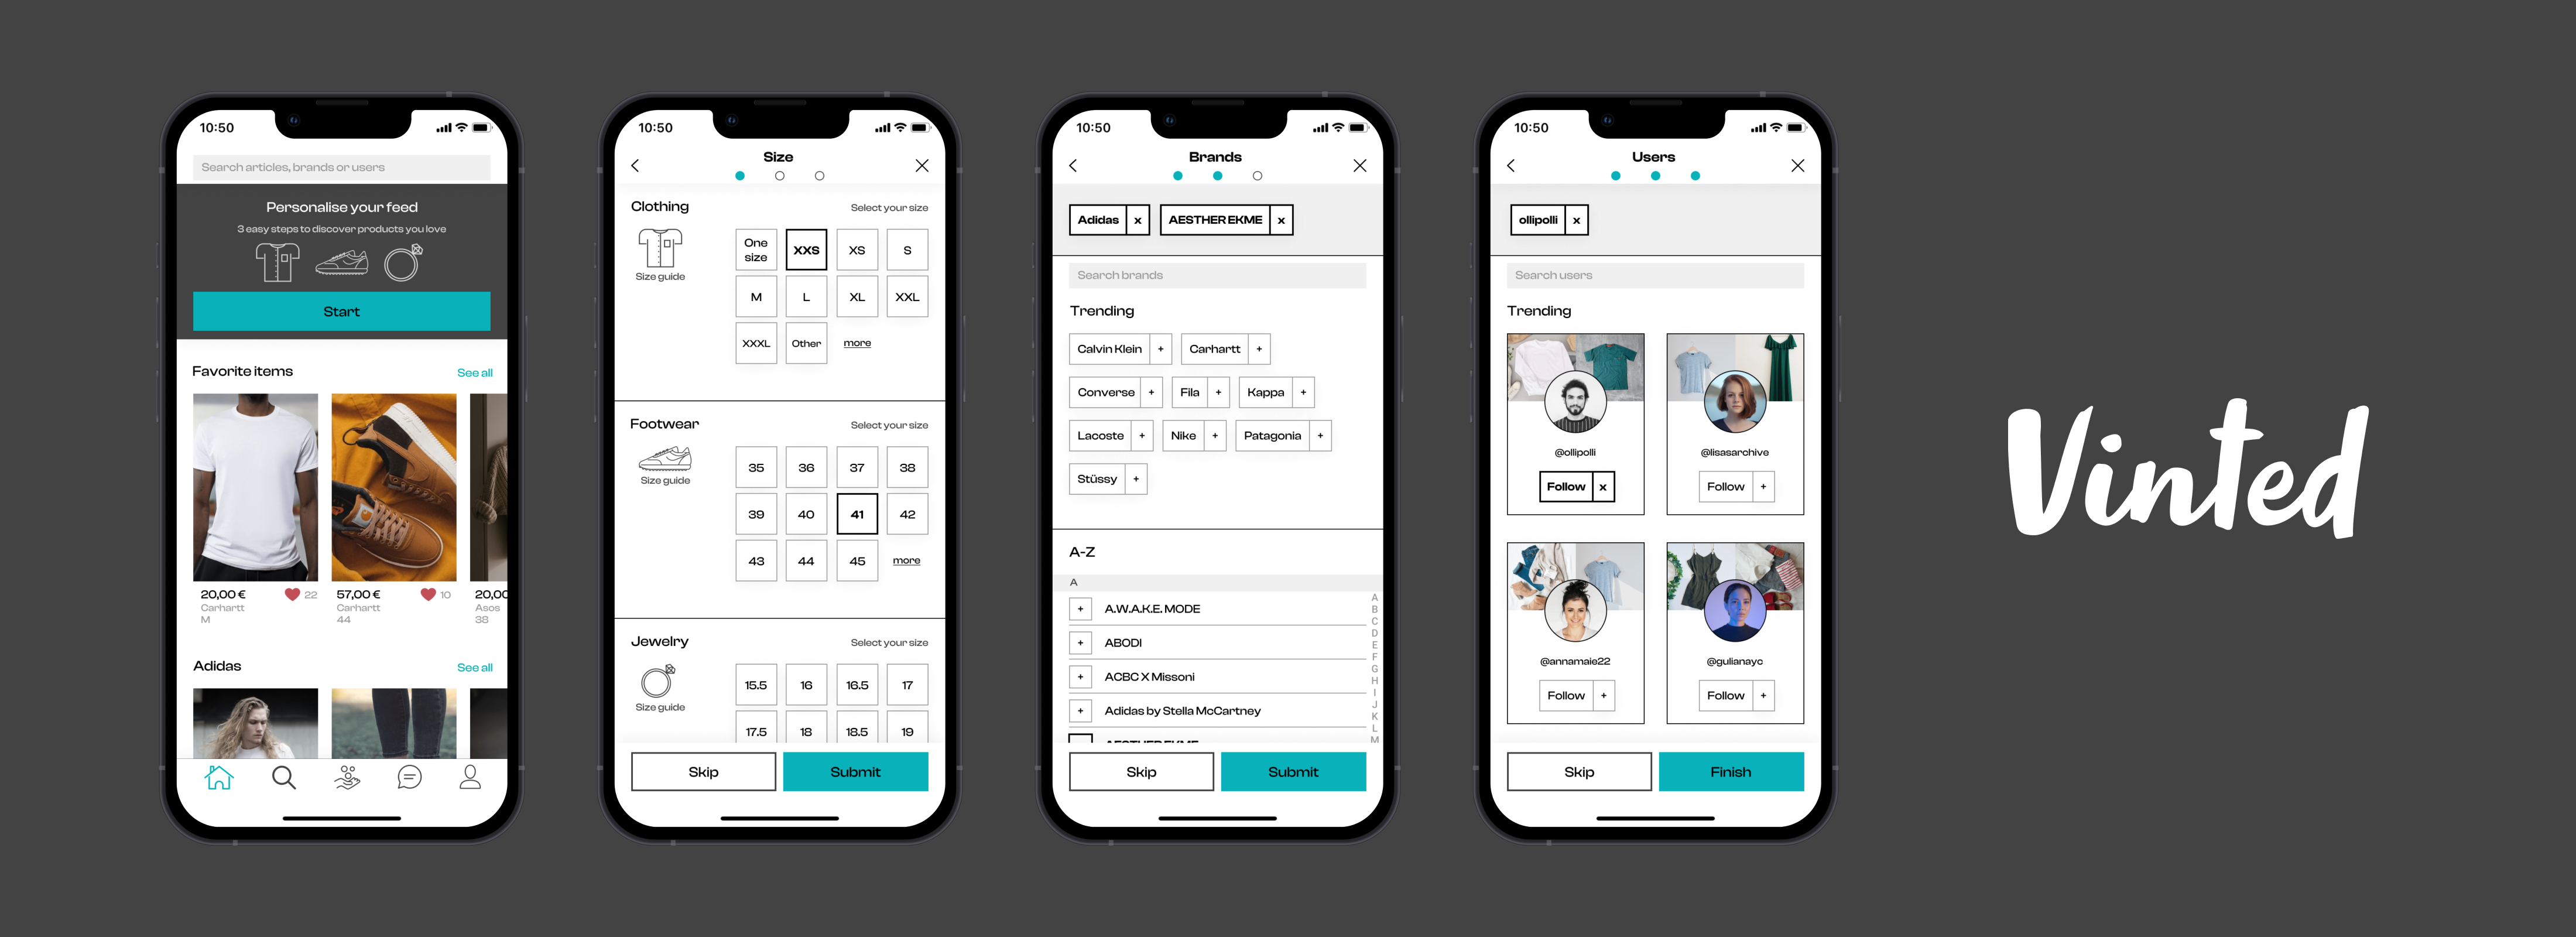 10:50
Search articles, brands or users
Personalise your feed
3 easy steps to discover products you love
Start
Favorite items
See all
20,00 €
22
Carhartt
M
57,00 €
10
Carhartt
44
20,0
Asos
38
Adidas
See all
10:50
Size
Clothing
Select your size
Size guide
One size
XXS
XS
S
M
L
XL
XXL
XXXL
Other
more
Footwear
Select your size
Size guide
35
36
37
38
39
40
41
42
43
44
45
more
Jewelry
Select your size
Size guide
15.5
16
16.5
17
17.5
18
18.5
19
Skip
Submit
10:50
Brands
Adidas x
AESTHER EKME x
Search brands
Trending
Calvin Klein +
Carhartt +
Converse +
Fila +
Kappa +
Lacoste +
Nike +
Patagonia +
Stüssy +
A-Z
A
+ A.W.A.K.E. MODE
+ ABODI
+ ACBC X Missoni
+ Adidas by Stella McCartney
AESTHER EKME
A
B
C
D
E
F
G
H
I
J
K
L
M
Skip
Submit
10:50
Users
ollipolli x
Search users
Trending
@ollipolli
Follow x
@lisasarchive
Follow +
@annamaie22
Follow +
@gulianayc
Follow +
Skip
Finish
Vinted